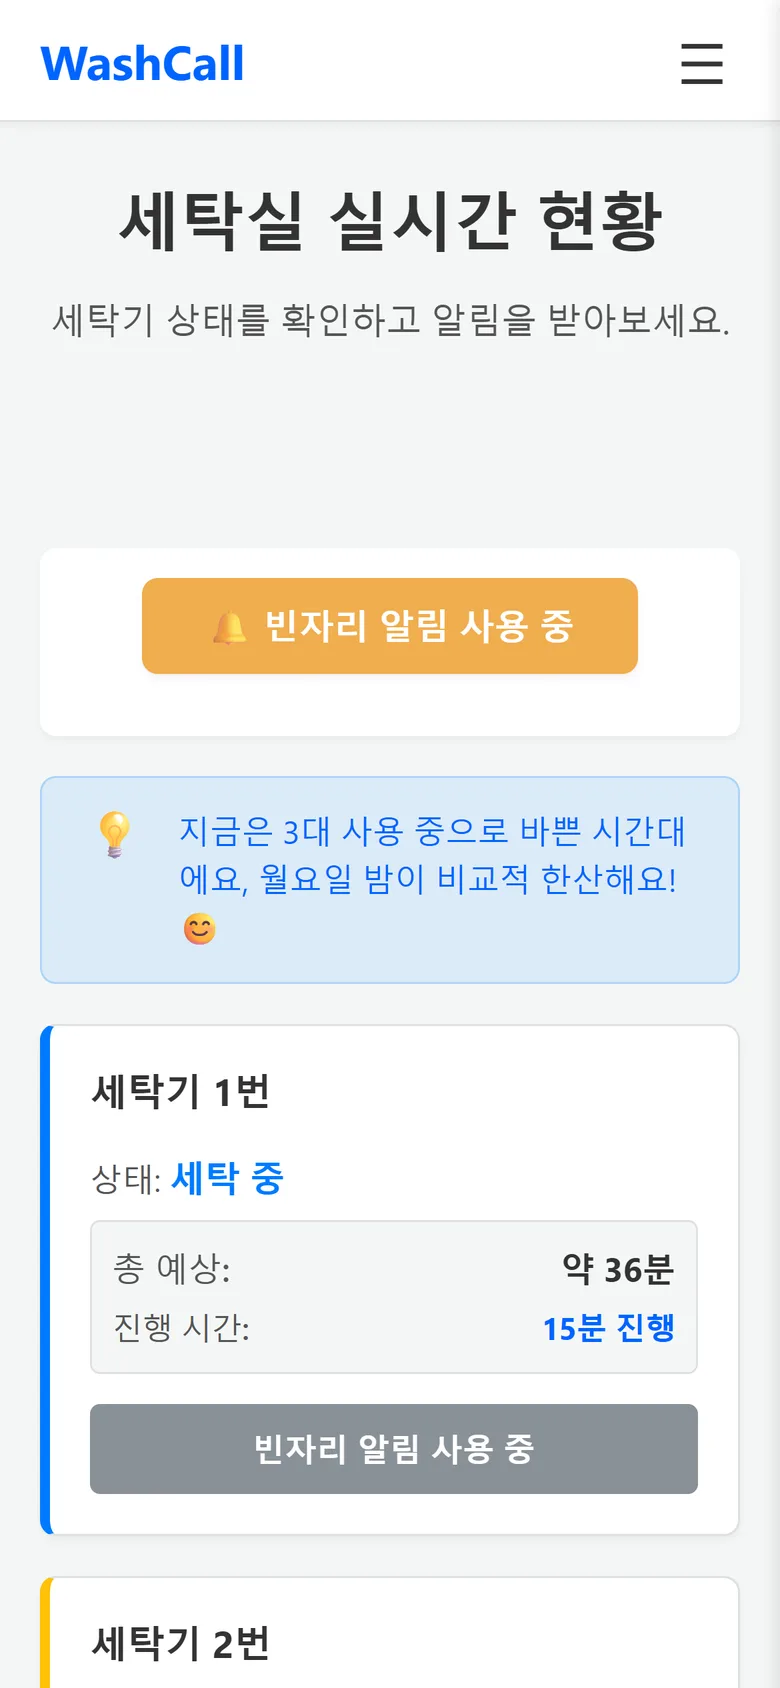 WashCall
세탁실 실시간 현황
세탁기 상태를 확인하고 알림을 받아보세요.
🔔 빈자리 알림 사용 중
💡 지금은 3대 사용 중으로 바쁜 시간대
에요, 월요일 밤이 비교적 한산해요!
😊
세탁기 1번
상태: 세탁 중
총 예상: 약 36분
진행 시간: 15분 진행
빈자리 알림 사용 중
세탁기 2번